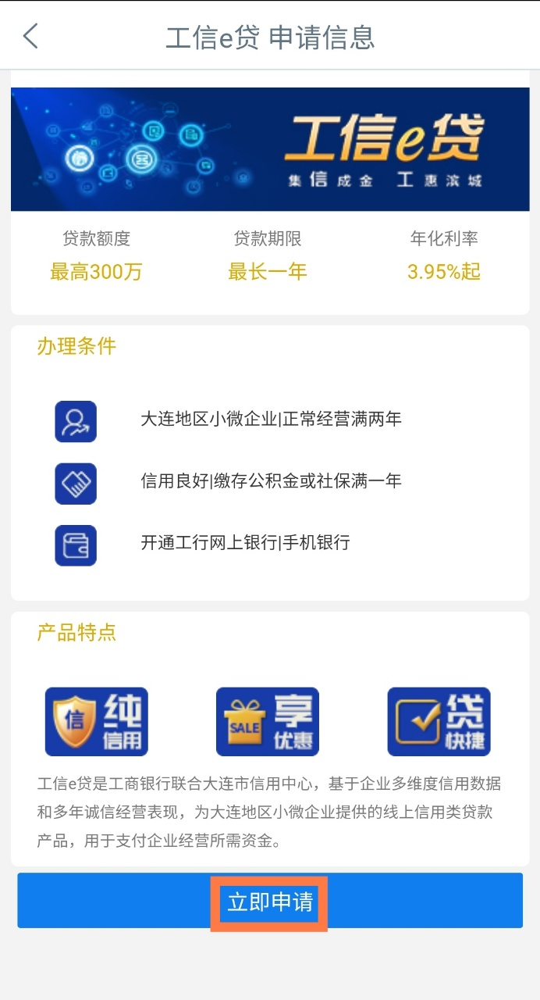 工信e贷 申请信息
工信e贷
集信成金 工惠滨城
贷款额度 贷款期限 年化利率
最高300万 最长一年 3.95%起
办理条件
大连地区小微企业|正常经营满两年
信用良好|缴存公积金或社保满一年
开通工行网上银行|手机银行
产品特点
信 纯 信用
SALE 享 优惠
贷 快捷
工信e贷是工商银行联合大连市信用中心，基于企业多维度信用数据
和多年诚信经营表现，为大连地区小微企业提供的线上信用类贷款
产品，用于支付企业经营所需资金。
立即申请